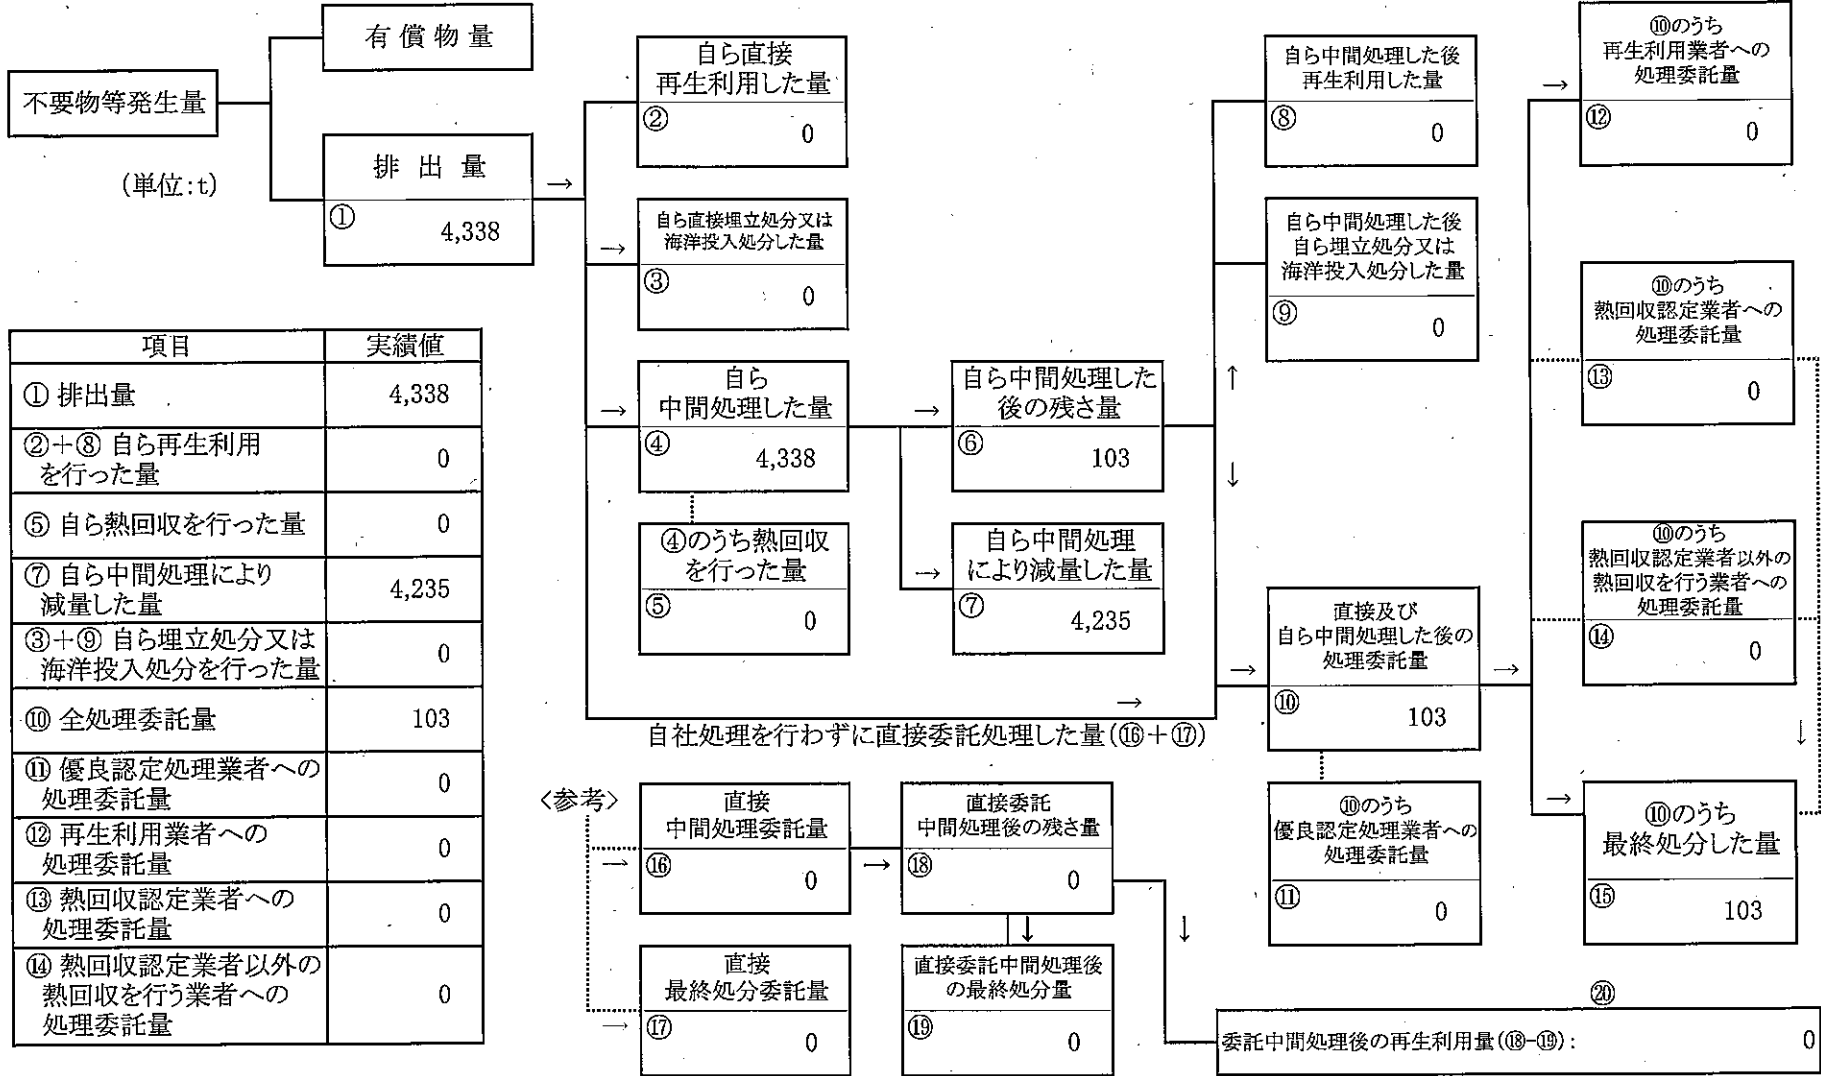 有償物量
不要物等発生量
(単位:t)
排出量
①
4,338
→
自ら直接
再生利用した量
②
0
→
自ら直接埋立処分又は
海洋投入処分した量
③
0
→
自ら
中間処理した量
④
4,338
④のうち熱回収
を行った量
⑤
0
→
自ら中間処理した
後の残さ量
⑥
103
→
自ら中間処理
により減量した量
⑦
4,235
↑
↓
自ら中間処理した後
再生利用した量
⑧
0
自ら中間処理した後
自ら埋立処分又は
海洋投入処分した量
⑨
0
→
自社処理を行わずに直接委託処理した量(⑯+⑰)
→
直接及び
自ら中間処理した後の
処理委託量
⑩
103
→
⑩のうち
優良認定処理業者への
処理委託量
⑪
0
→
⑩のうち
再生利用業者への
処理委託量
⑫
0
⑩のうち
熱回収認定業者への
処理委託量
⑬
0
⑩のうち
熱回収認定業者以外の
熱回収を行う業者への
処理委託量
⑭
0
↓
→
⑩のうち
最終処分した量
⑮
103
項目 実績値
① 排出量 4,338
②+⑧ 自ら再生利用
を行った量 0
⑤ 自ら熱回収を行った量 0
⑦ 自ら中間処理により
減量した量 4,235
③+⑨ 自ら埋立処分又は
海洋投入処分を行った量 0
⑩ 全処理委託量 103
⑪ 優良認定処理業者への
処理委託量 0
⑫ 再生利用業者への
処理委託量 0
⑬ 熱回収認定業者への
処理委託量 0
⑭ 熱回収認定業者以外の
熱回収を行う業者への
処理委託量 0
〈参考〉
→
直接
中間処理委託量
⑯
0
→
直接委託
中間処理後の残さ量
⑱
0
→
直接
最終処分委託量
⑰
0
↓
直接委託中間処理後
の最終処分量
⑲
0
↓
⑳
委託中間処理後の再生利用量(⑱-⑲): 0